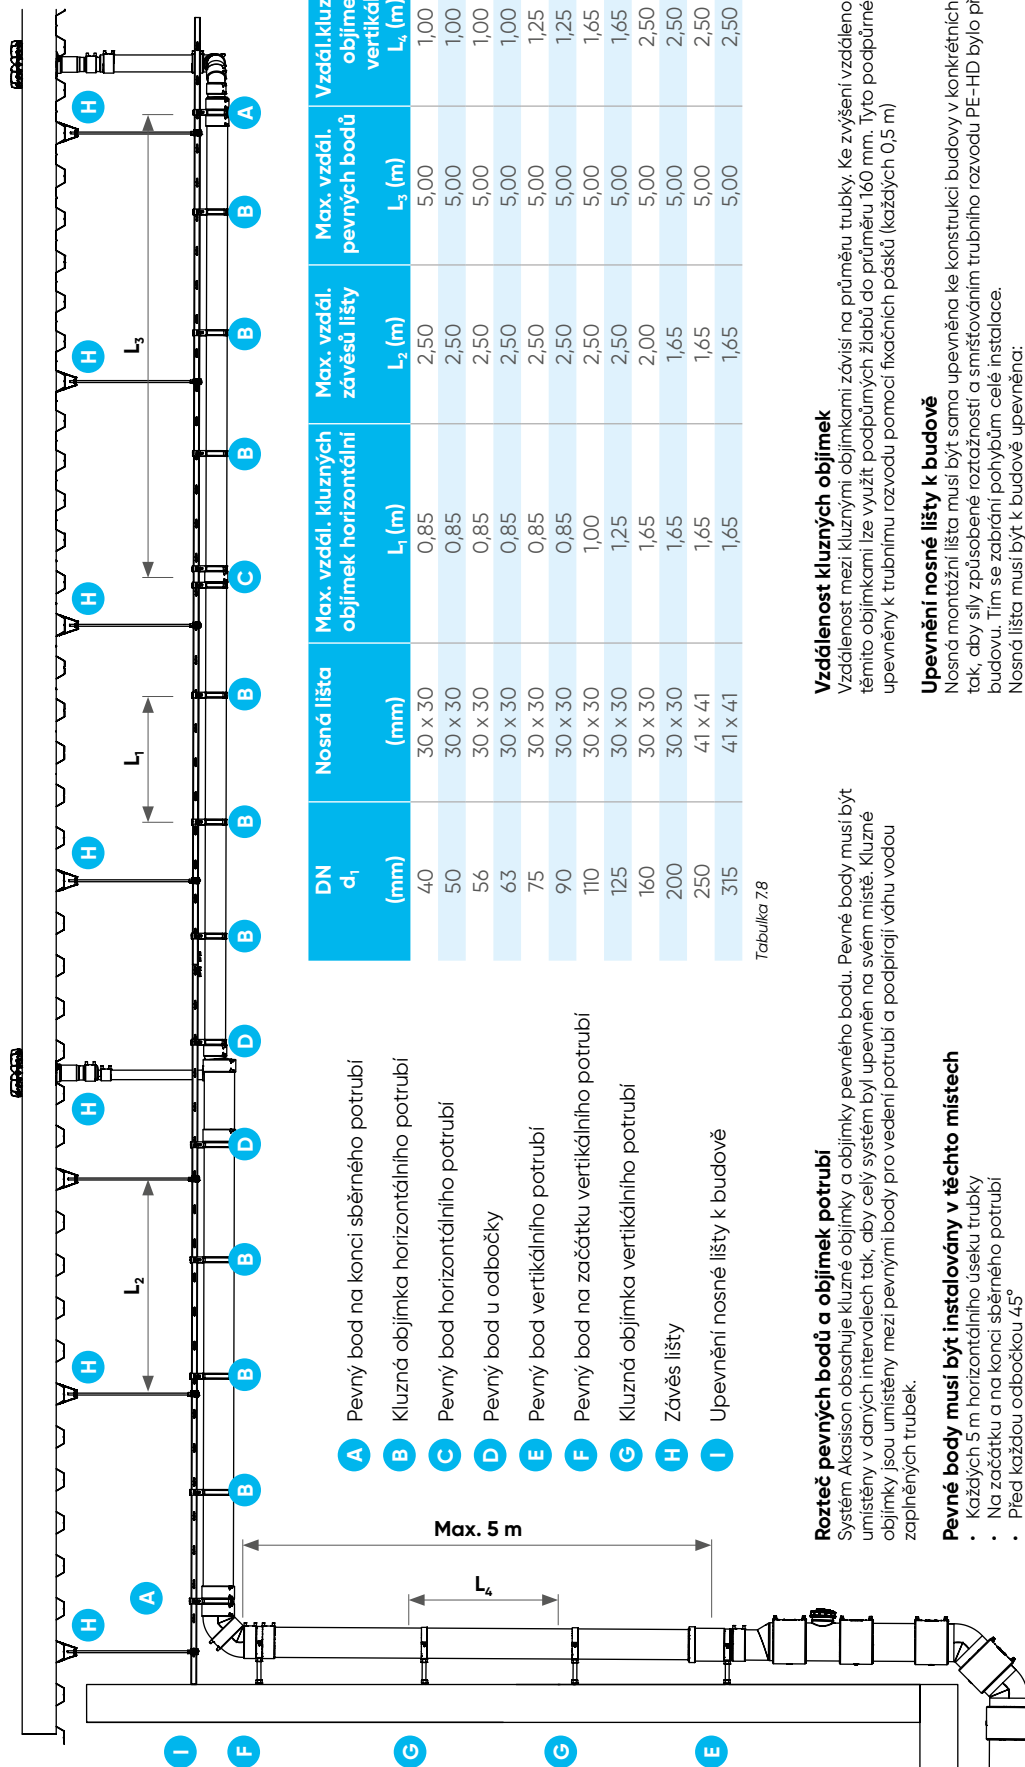 H
H
H
H
H
H
H
L₃
L₁
L₂
A
B
B
B
C
B
B
B
D
D
B
B
B
A
I
F
G
G
E
Max. 5 m
L₄
A Pevný bod na konci sběrného potrubí
B Kluzná objímka horizontálního potrubí
C Pevný bod horizontálního potrubí
D Pevný bod u odbočky
E Pevný bod vertikálního potrubí
F Pevný bod na začátku vertikálního potrubí
G Kluzná objímka vertikálního potrubí
H Závěs lišty
I Upevnění nosné lišty k budově
DN d₁ (mm) | Nosná lišta (mm) | Max. vzdál. kluzných objímek horizontální L₁ (m) | Max. vzdál. závěsů lišty L₂ (m) | Max. vzdál. pevných bodů L₃ (m) | L₄ (m)
40 30 x 30 0,85 2,50 5,00 1,00
50 30 x 30 0,85 2,50 5,00 1,00
56 30 x 30 0,85 2,50 5,00 1,00
63 30 x 30 0,85 2,50 5,00 1,00
75 30 x 30 0,85 2,50 5,00 1,25
90 30 x 30 0,85 2,50 5,00 1,25
110 30 x 30 1,00 2,50 5,00 1,65
125 30 x 30 1,25 2,50 5,00 1,65
160 30 x 30 1,65 2,00 5,00 2,50
200 30 x 30 1,65 1,65 5,00 2,50
250 41 x 41 1,65 1,65 5,00 2,50
315 41 x 41 1,65 1,65 5,00 2,50
Tabulka 7.8
Rozteč pevných bodů a objímek potrubí
Systém Akasison obsahuje kluzné objímky a objímky pevného bodu. Pevné body musí být
umístěny v daných intervalech tak, aby celý systém byl upevněn na svém místě. Kluzné
objímky jsou umístěny mezi pevnými body pro vedení potrubí a podpírají váhu vodou
zaplněných trubek.
Pevné body musí být instalovány v těchto místech
• Každých 5 m horizontálního úseku trubky
• Na začátku a na konci sběrného potrubí
• Před každou odbočkou 45°
Vzdálenost kluzných objímek
Vzdálenost mezi kluznými objímkami závisí na průměru trubky. Ke zvýšení
těmito objímkami lze využít podpůrných žlabů do průměru 160 mm. Tyto podpůrné
upevněny k trubnímu rozvodu pomocí fixačních pásků (každých 0,5 m)
Upevnění nosné lišty k budově
Nosná montážní lišta musí být sama upevněna ke konstrukci budovy v konkrétních
tak, aby síly způsobené roztažností a smršťováním trubního rozvodu PE-HD bylo
budovu. Tím se zabrání pohybům celé instalace.
Nosná lišta musí být k budově upevněna: